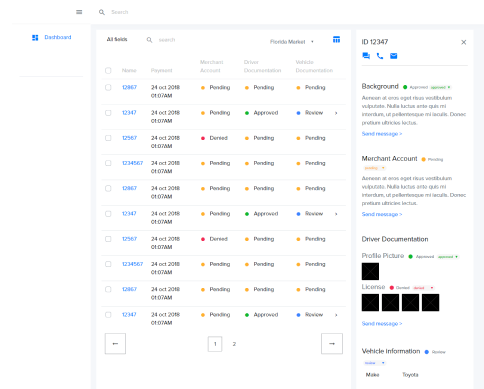 Search
Dashboard
All fields
search
Florida Market
Name
Payment
Merchant Account
Driver Documentation
Vehicle Documentation
12867 24 oct 2018 01:07AM Pending Pending Pending
12347 24 oct 2018 01:07AM Pending Approved Review >
12567 24 oct 2018 01:07AM Denied Pending Pending
1234567 24 oct 2018 01:07AM Pending Pending Pending
12867 24 oct 2018 01:07AM Pending Pending Pending
12347 24 oct 2018 01:07AM Pending Approved Review >
12567 24 oct 2018 01:07AM Denied Pending Pending
1234567 24 oct 2018 01:07AM Pending Pending Pending
12867 24 oct 2018 01:07AM Pending Pending Pending
12347 24 oct 2018 01:07AM Pending Approved Review >
← 1 2 →
ID 12347
Background Approved approved
Aenean at eros eget risus vestibulum
vulputate. Nulla luctus ante quis mi
interdum, ut pellentesque mi iaculis. Donec
pretium ultricies lectus.
Send message >
Merchant Account Pending
Aenean at eros eget risus vestibulum
vulputate. Nulla luctus ante quis mi
interdum, ut pellentesque mi iaculis. Donec
pretium ultricies lectus.
Send message >
Driver Documentation
Profile Picture Approved approved
License Denied denied
Send message >
Vehicle information Review
Make Toyota